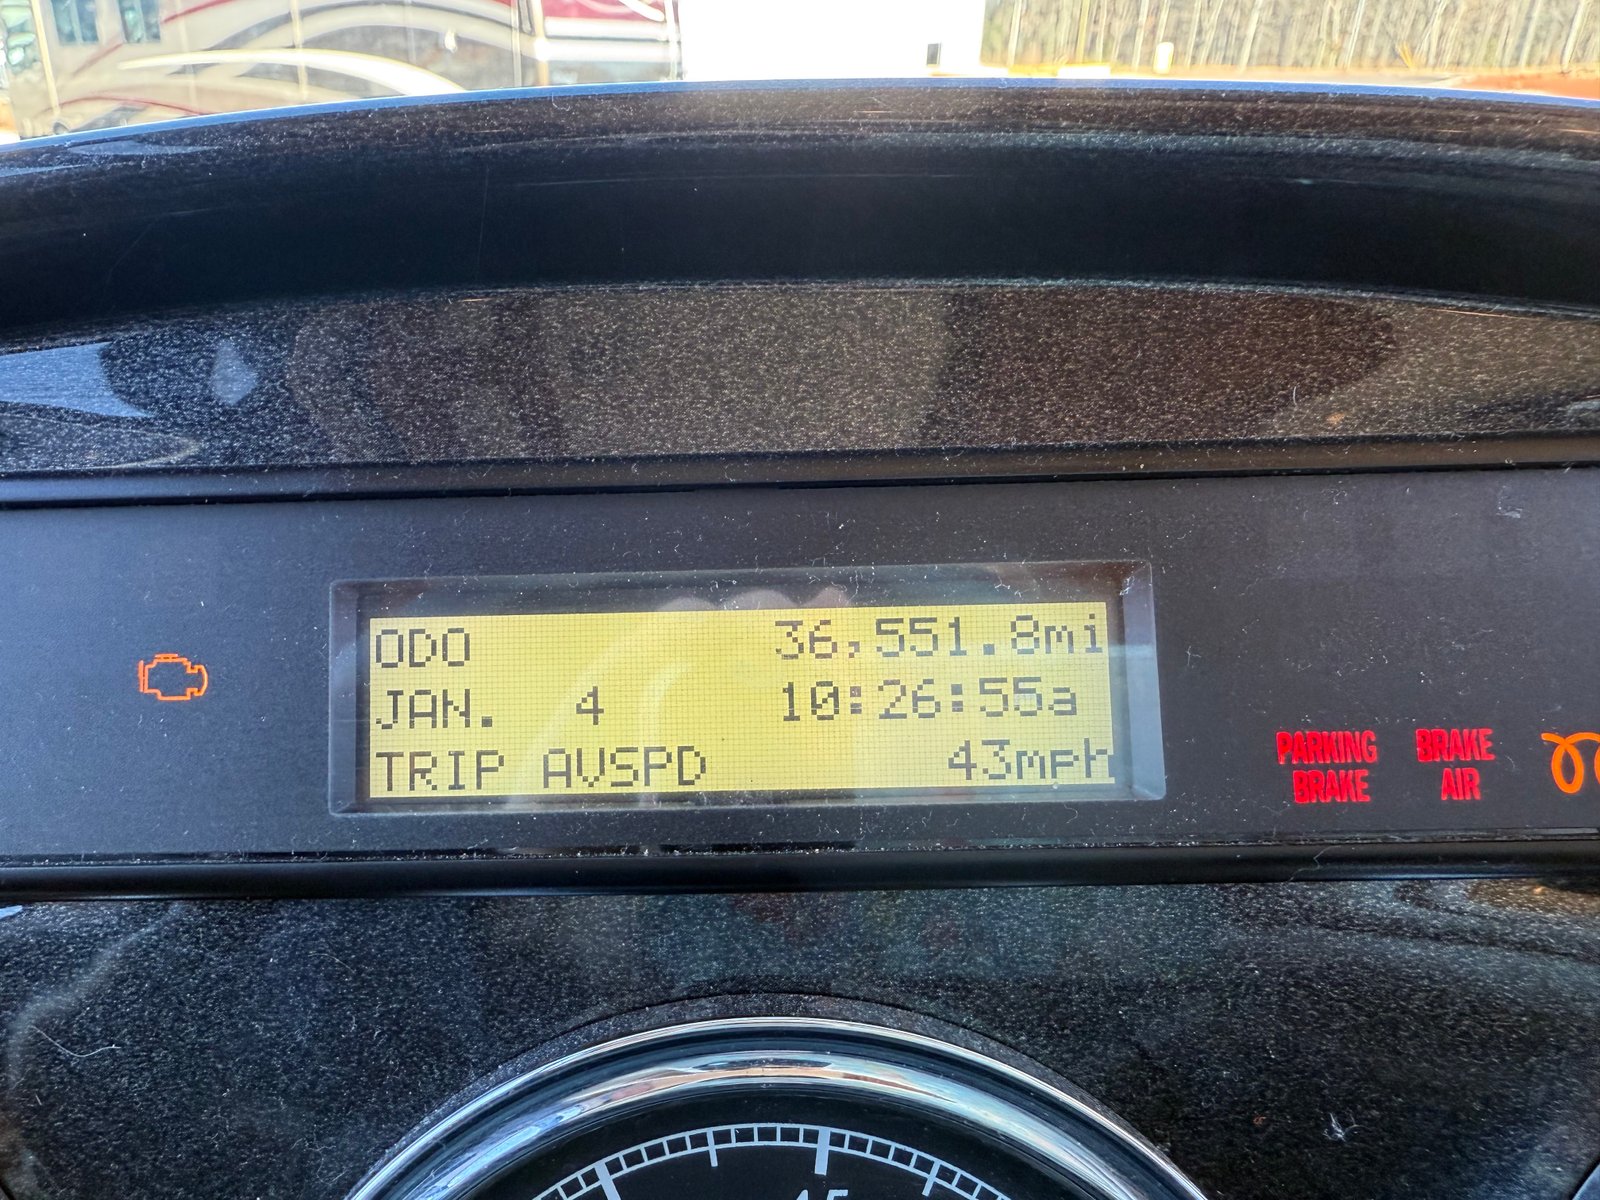 ODO 36,551.8mi
JAN. 4 10:26:55a
TRIP AVSPD 43mph
PARKING BRAKE
BRAKE AIR